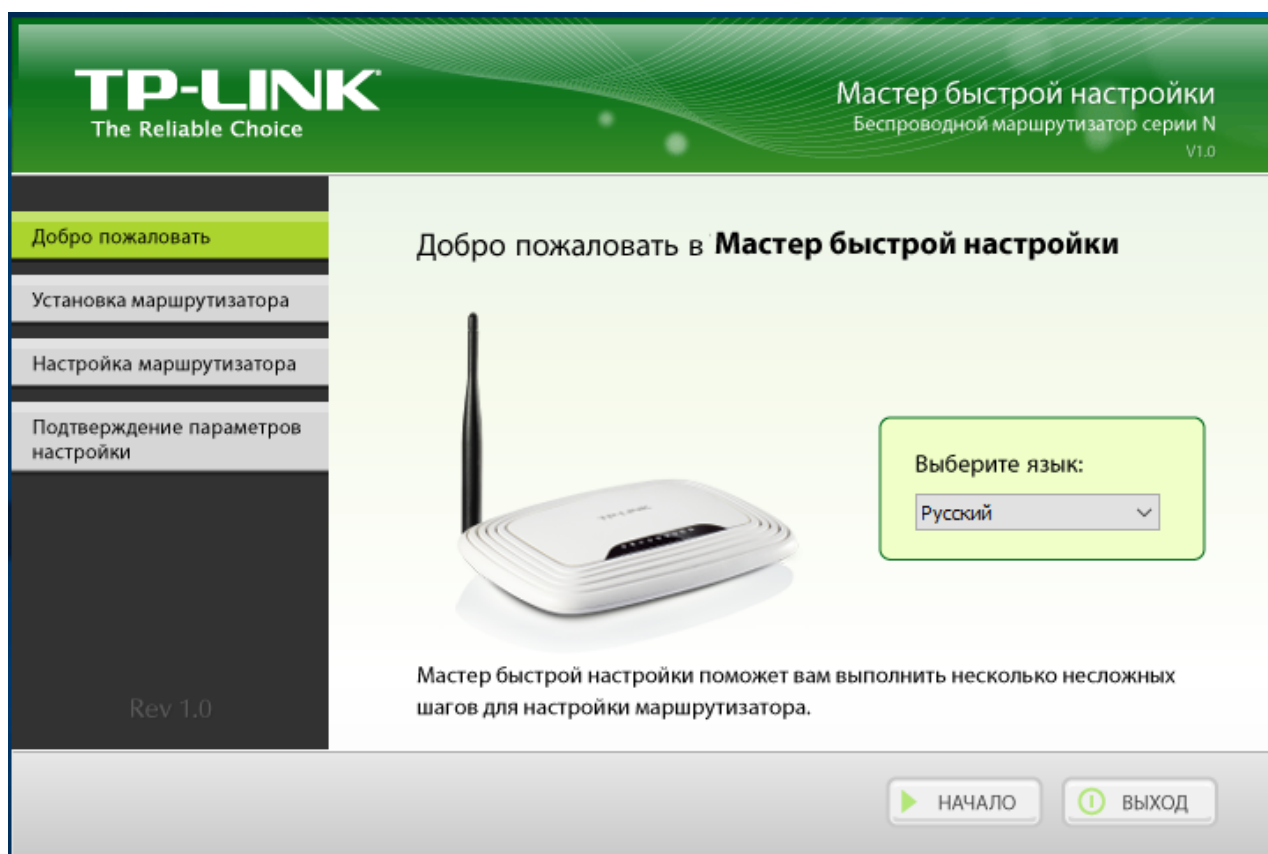 TP-LINK
The Reliable Choice
Мастер быстрой настройки
Беспроводной маршрутизатор серии N
V1.0
Добро пожаловать
Установка маршрутизатора
Настройка маршрутизатора
Подтверждение параметров
настройки
Rev 1.0
Добро пожаловать в Мастер быстрой настройки
TP-LINK
Выберите язык:
Русский
Мастер быстрой настройки поможет вам выполнить несколько несложных
шагов для настройки маршрутизатора.
НАЧАЛО
ВЫХОД